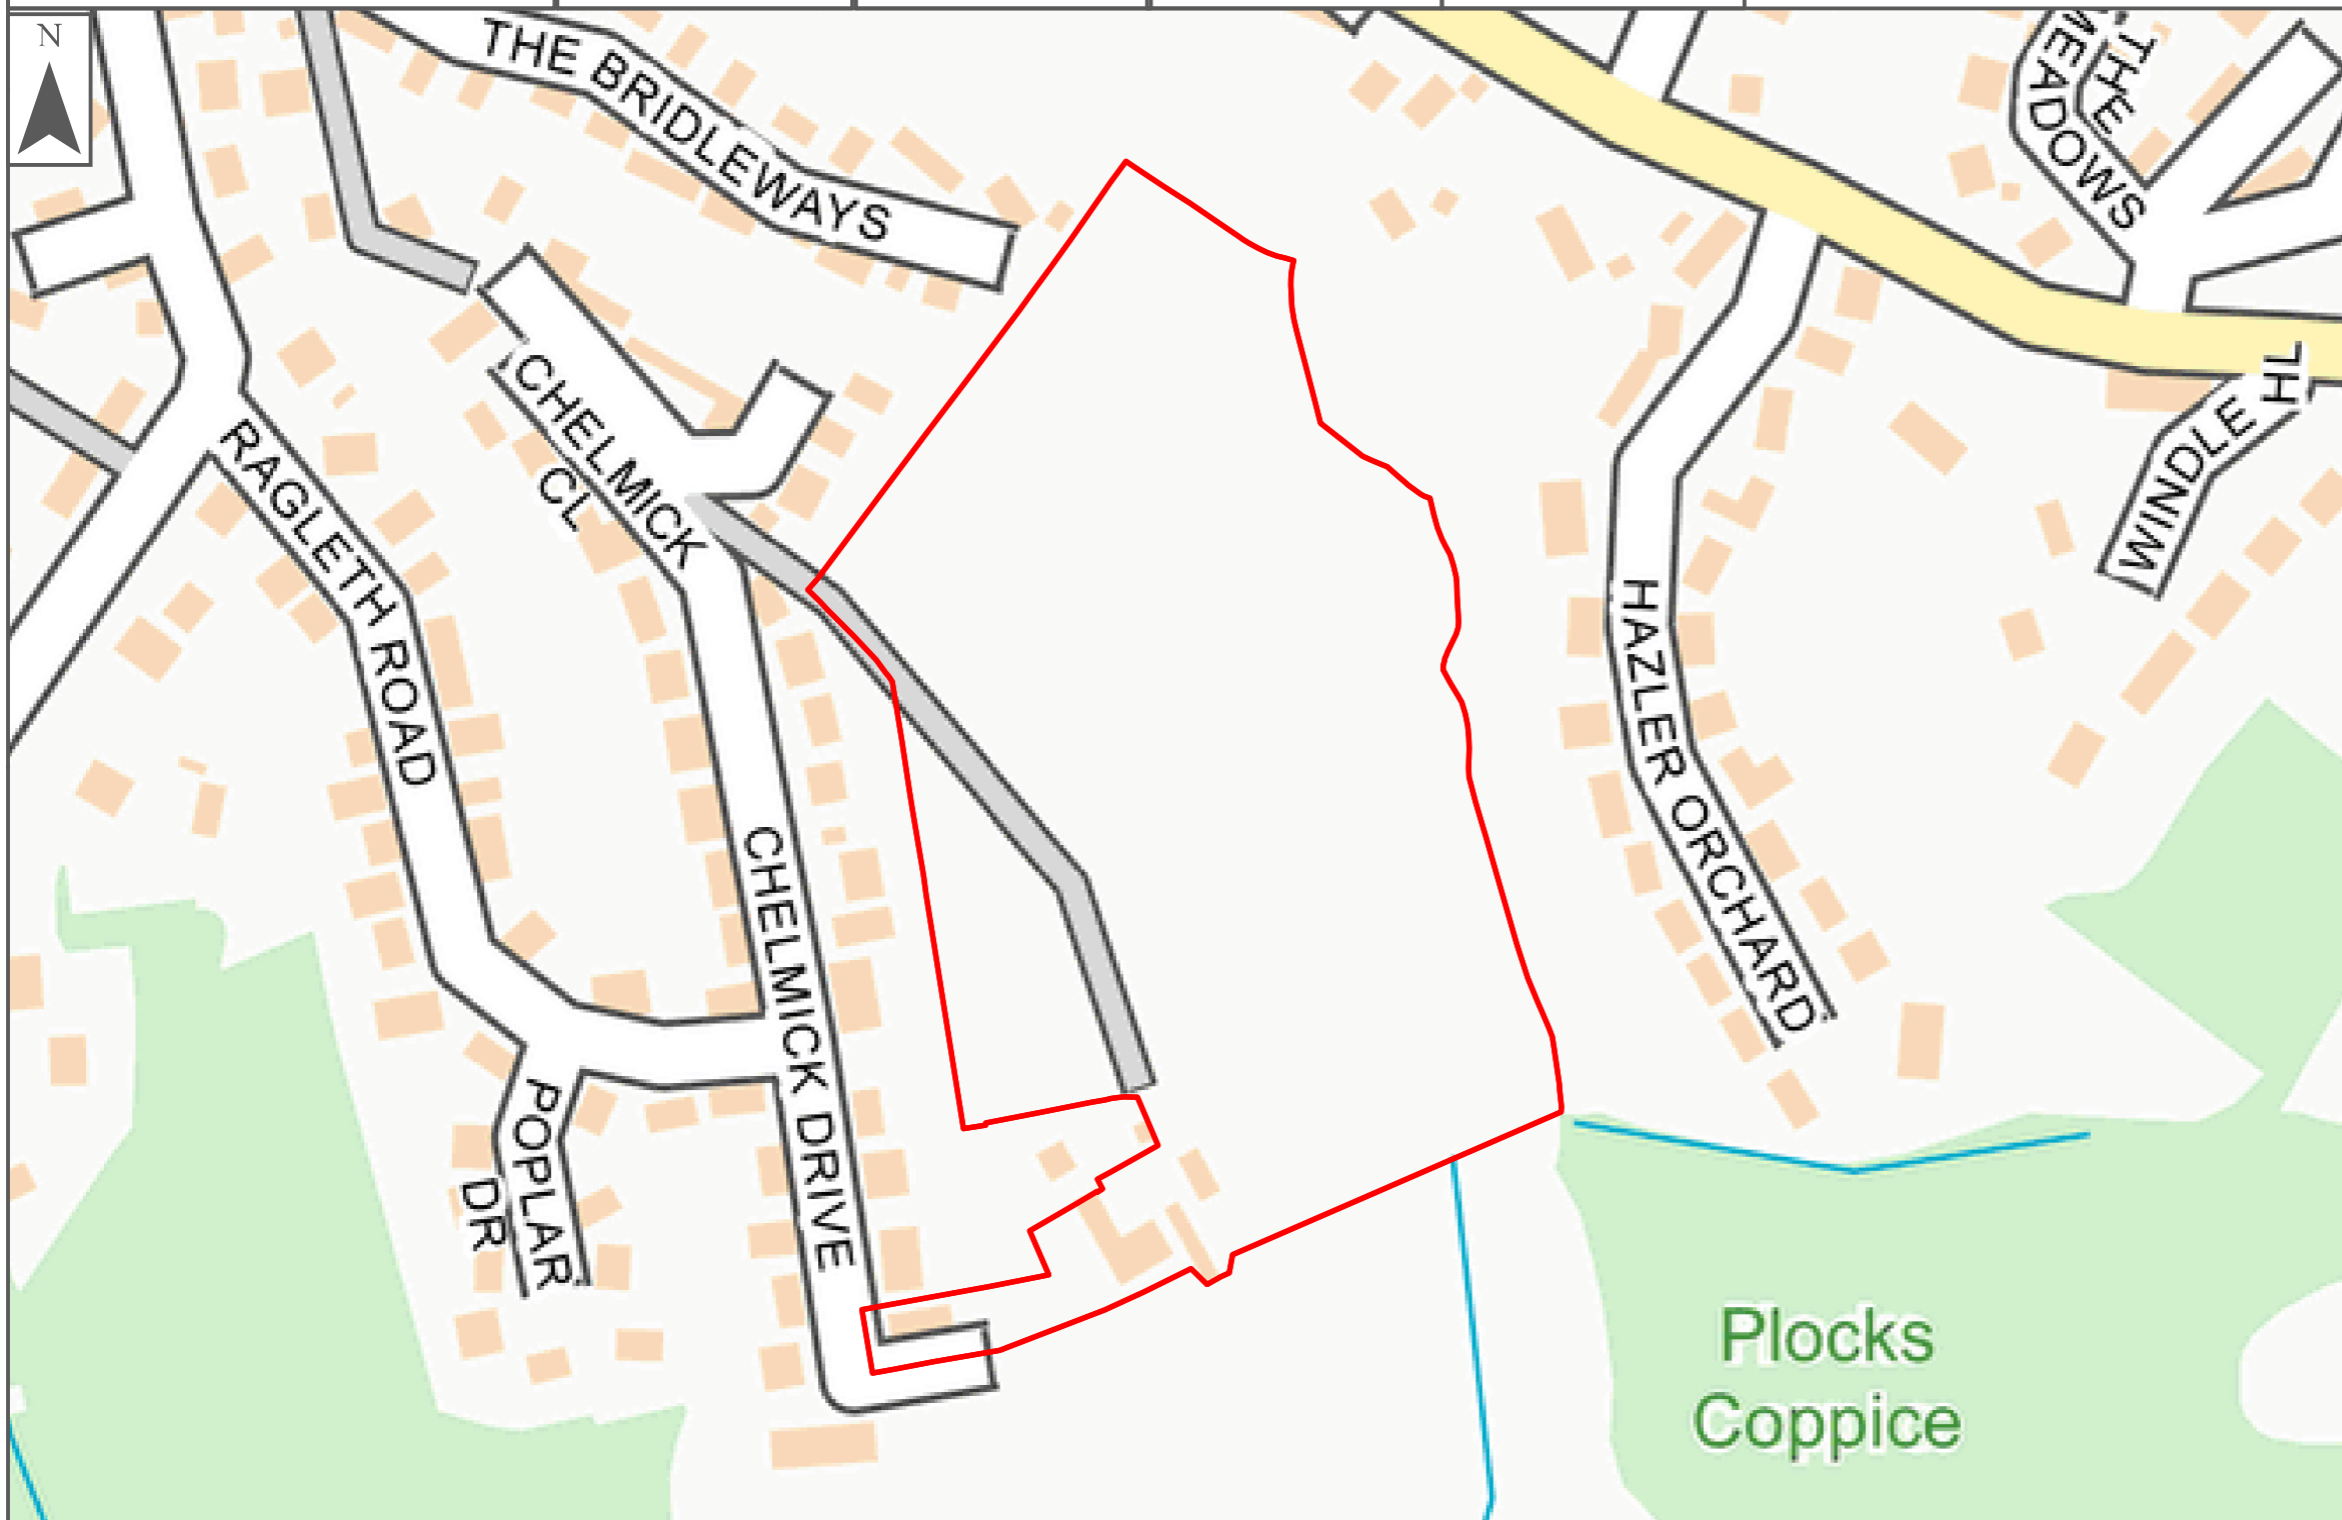 N
THE BRIDLEWAYS
THE
MEADOWS
WINDLE
HL
CHELMICK
CL
RAGLETH ROAD
HAZLER ORCHARD
CHELMICK DRIVE
POPLAR
DR
Plocks
Coppice